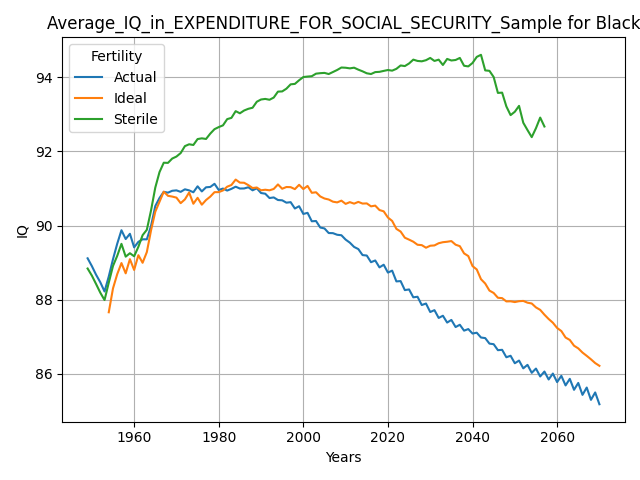 Average_IQ_in_EXPENDITURE_FOR_SOCIAL_SECURITY_Sample for Black
Fertility
Actual
Ideal
Sterile
IQ
94
92
90
88
86
1960 1980 2000 2020 2040 2060
Years